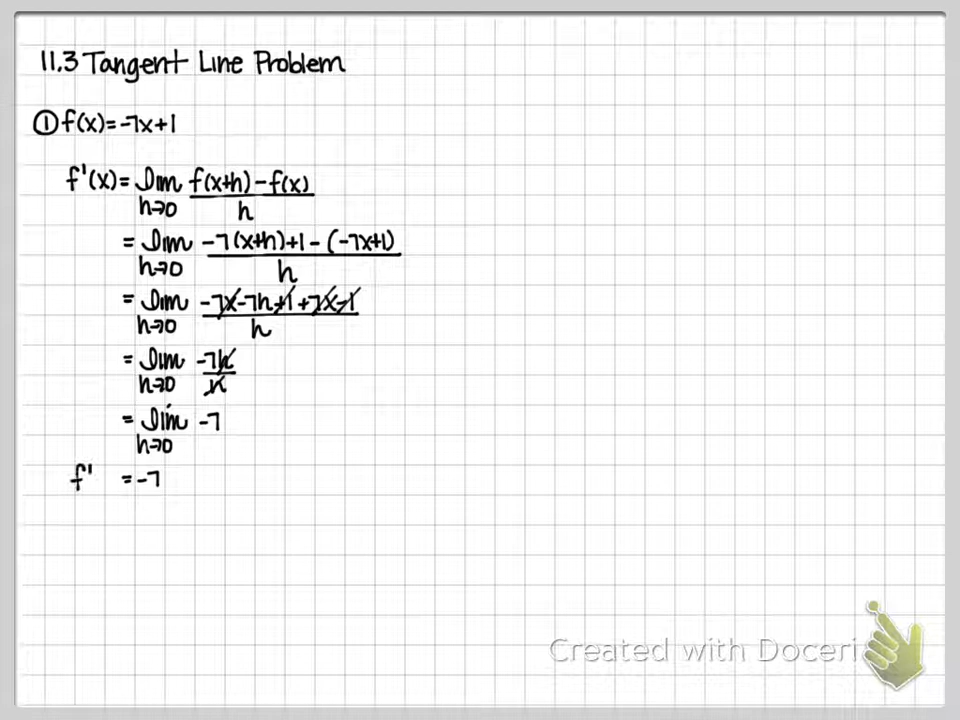 11.3 Tangent Line Problem
① f(x)=-7x+1
f'(x)= lim f(x+h)-f(x)
h→0 h
= lim -7(x+h)+1-(-7x+1)
h→0 h
= lim -7x-7h+1+7x-1
h→0 h
= lim -7h
h→0 h
= lim -7
h→0
f' =-7
Created with Doceri